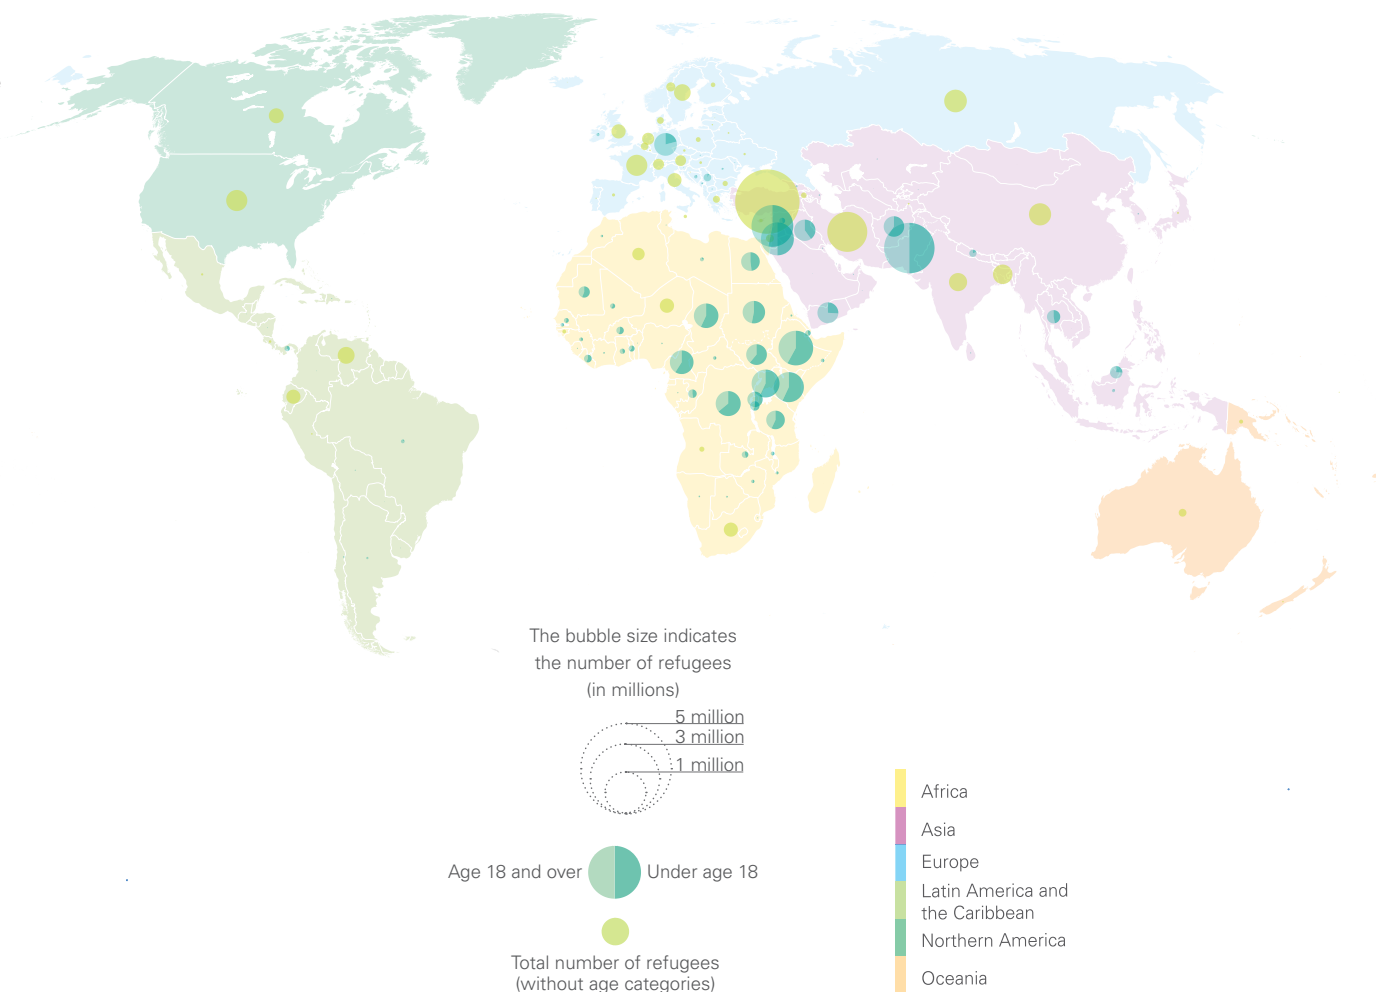 The bubble size indicates
the number of refugees
(in millions)
5 million
3 million
1 million
Age 18 and over
Under age 18
Total number of refugees
(without age categories)
Africa
Asia
Europe
Latin America and
the Caribbean
Northern America
Oceania